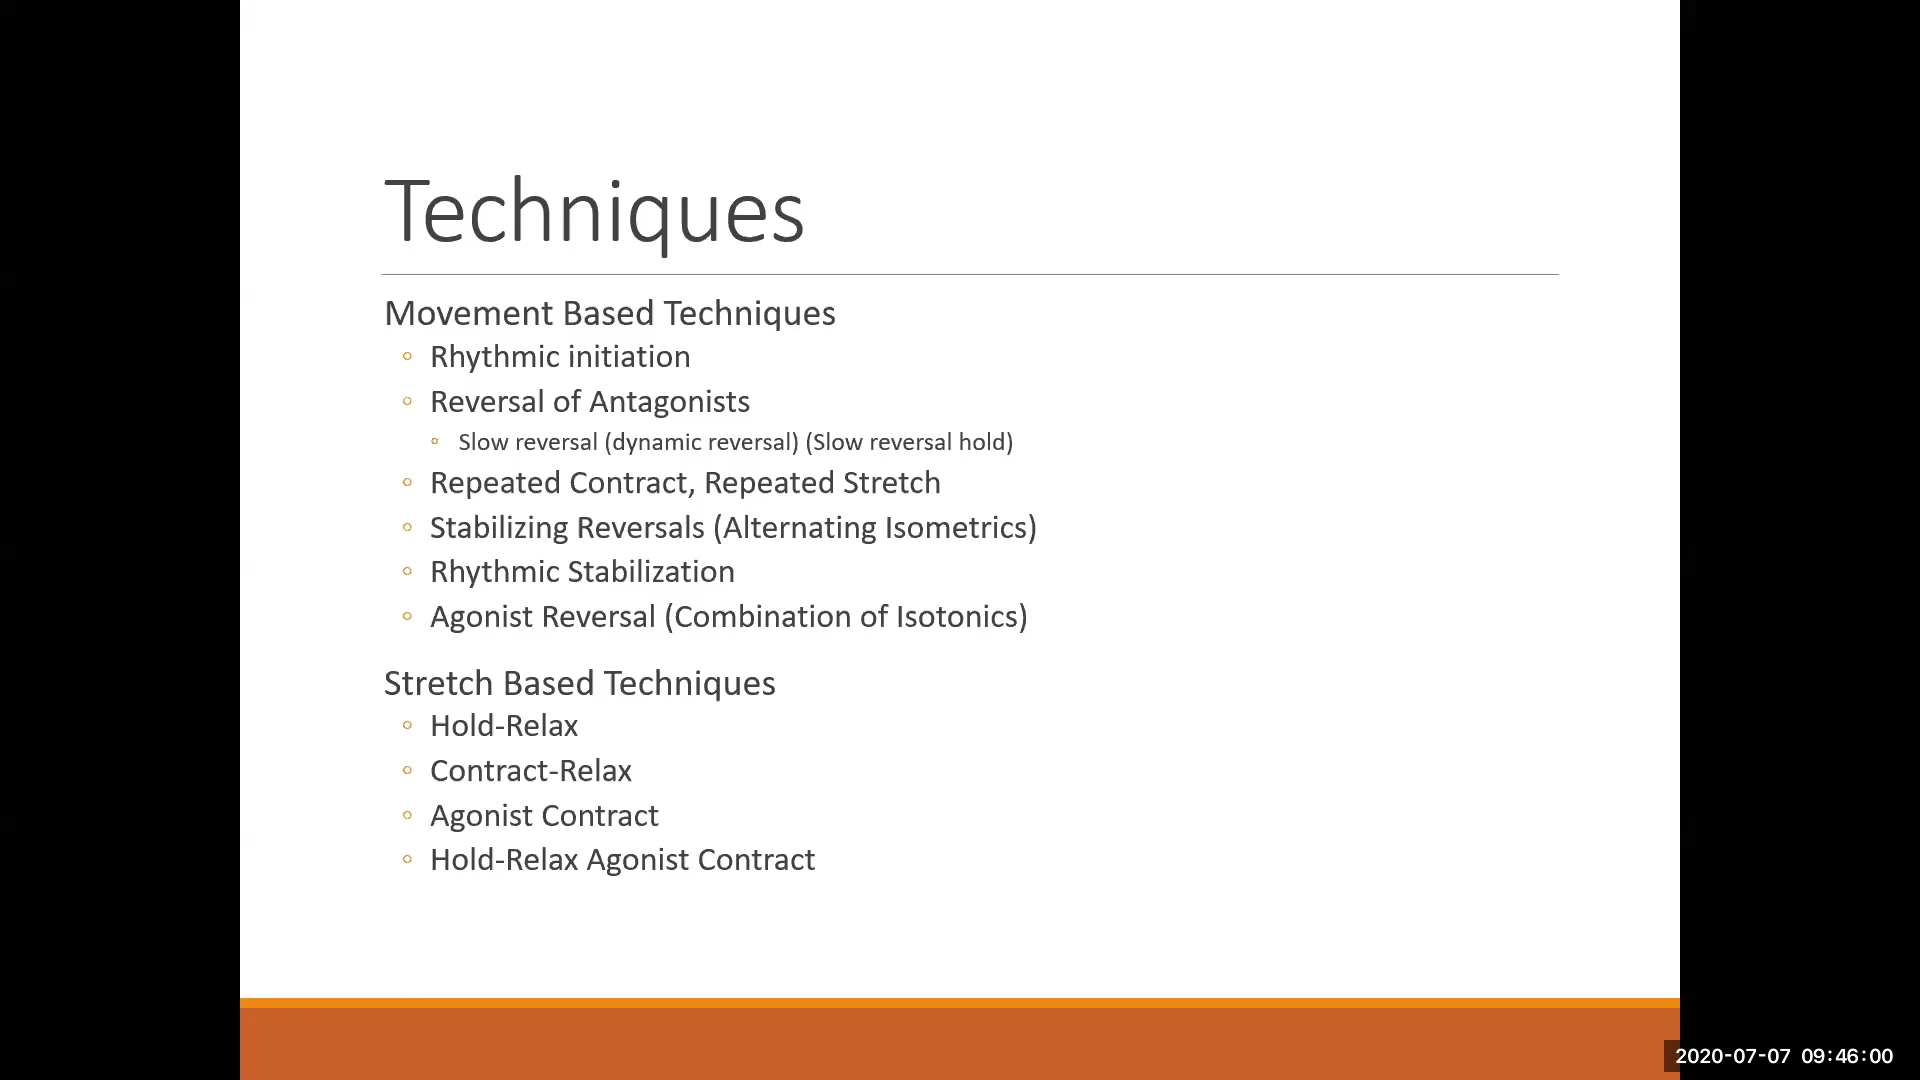 Techniques
Movement Based Techniques
Rhythmic initiation
Reversal of Antagonists
Slow reversal (dynamic reversal) (Slow reversal hold)
Repeated Contract, Repeated Stretch
Stabilizing Reversals (Alternating Isometrics)
Rhythmic Stabilization
Agonist Reversal (Combination of Isotonics)
Stretch Based Techniques
Hold-Relax
Contract-Relax
Agonist Contract
Hold-Relax Agonist Contract
2020-07-07 09:46:00